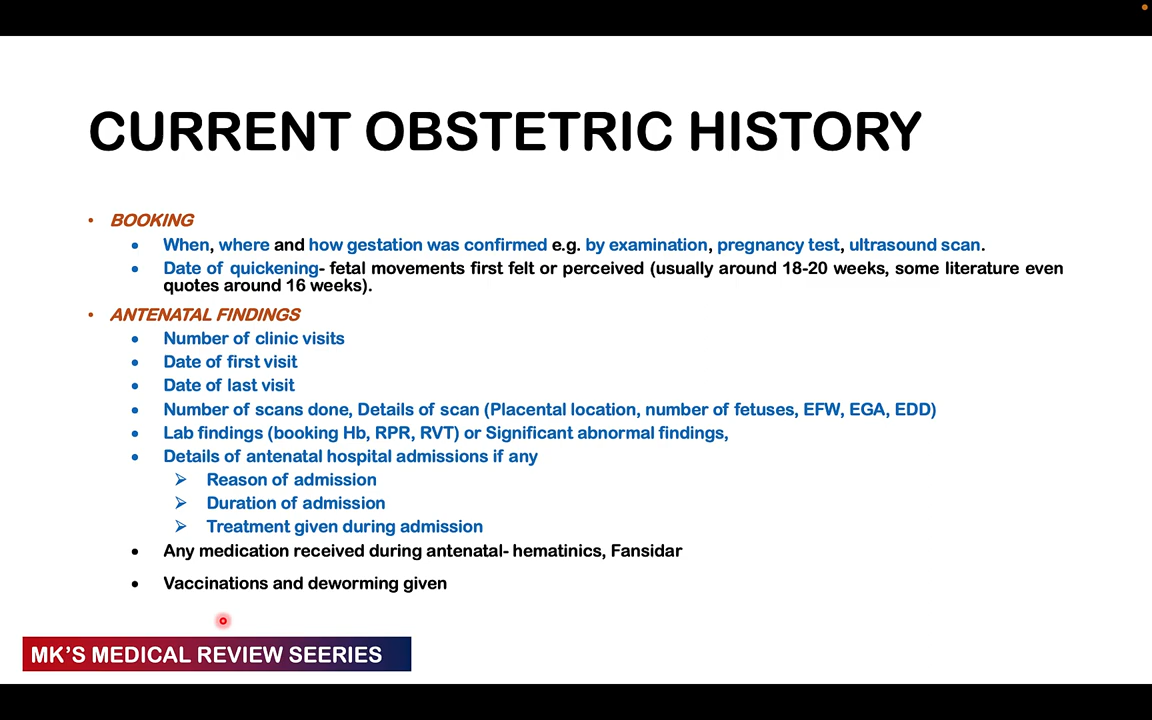 CURRENT OBSTETRIC HISTORY
• BOOKING
• When, where and how gestation was confirmed e.g. by examination, pregnancy test, ultrasound scan.
• Date of quickening- fetal movements first felt or perceived (usually around 18-20 weeks, some literature even
quotes around 16 weeks).
• ANTENATAL FINDINGS
• Number of clinic visits
• Date of first visit
• Date of last visit
• Number of scans done, Details of scan (Placental location, number of fetuses, EFW, EGA, EDD)
• Lab findings (booking Hb, RPR, RVT) or Significant abnormal findings,
• Details of antenatal hospital admissions if any
➢ Reason of admission
➢ Duration of admission
➢ Treatment given during admission
• Any medication received during antenatal- hematinics, Fansidar
• Vaccinations and deworming given
MK'S MEDICAL REVIEW SEERIES